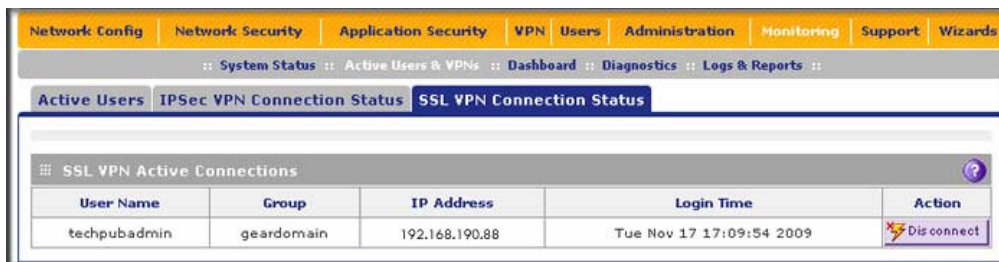 Network Config Network Security Application Security VPN Users Administration Monitoring Support Wizards
:: System Status :: Active Users & VPNs :: Dashboard :: Diagnostics :: Logs & Reports ::
Active Users IPSec VPN Connection Status SSL VPN Connection Status
SSL VPN Active Connections ?
User Name Group IP Address Login Time Action
techpubadmin geardomain 192.168.190.88 Tue Nov 17 17:09:54 2009 Disconnect